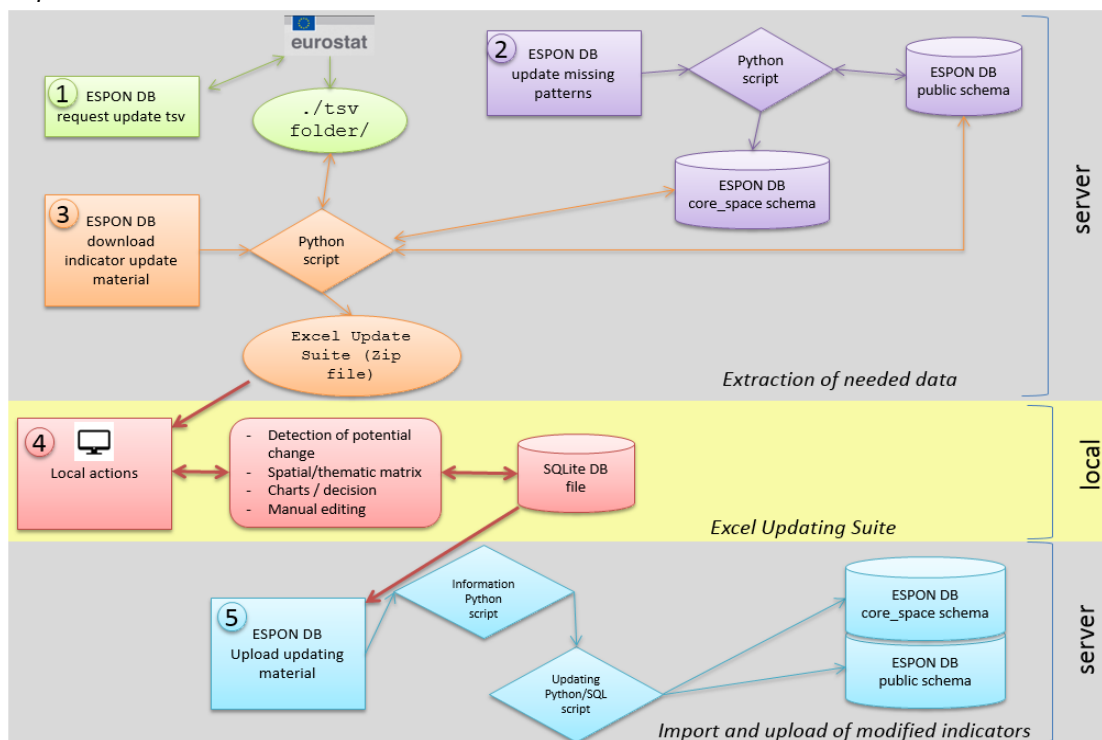 eurostat
1
ESPON DB
request update tsv
./tsv
folder/
2
ESPON DB
update missing
patterns
Python
script
ESPON DB
public schema
ESPON DB
core_space schema
3
ESPON DB
download
indicator update
material
Python
script
Excel Update
Suite (Zip
file)
Extraction of needed data
server
4
Local actions
- Detection of potential
change
- Spatial/thematic matrix
- Charts / decision
- Manual editing
SQLite DB
file
Excel Updating Suite
local
5
ESPON DB
Upload updating
material
Information
Python
script
Updating
Python/SQL
script
ESPON DB
core_space schema
ESPON DB
public schema
Import and upload of modified indicators
server